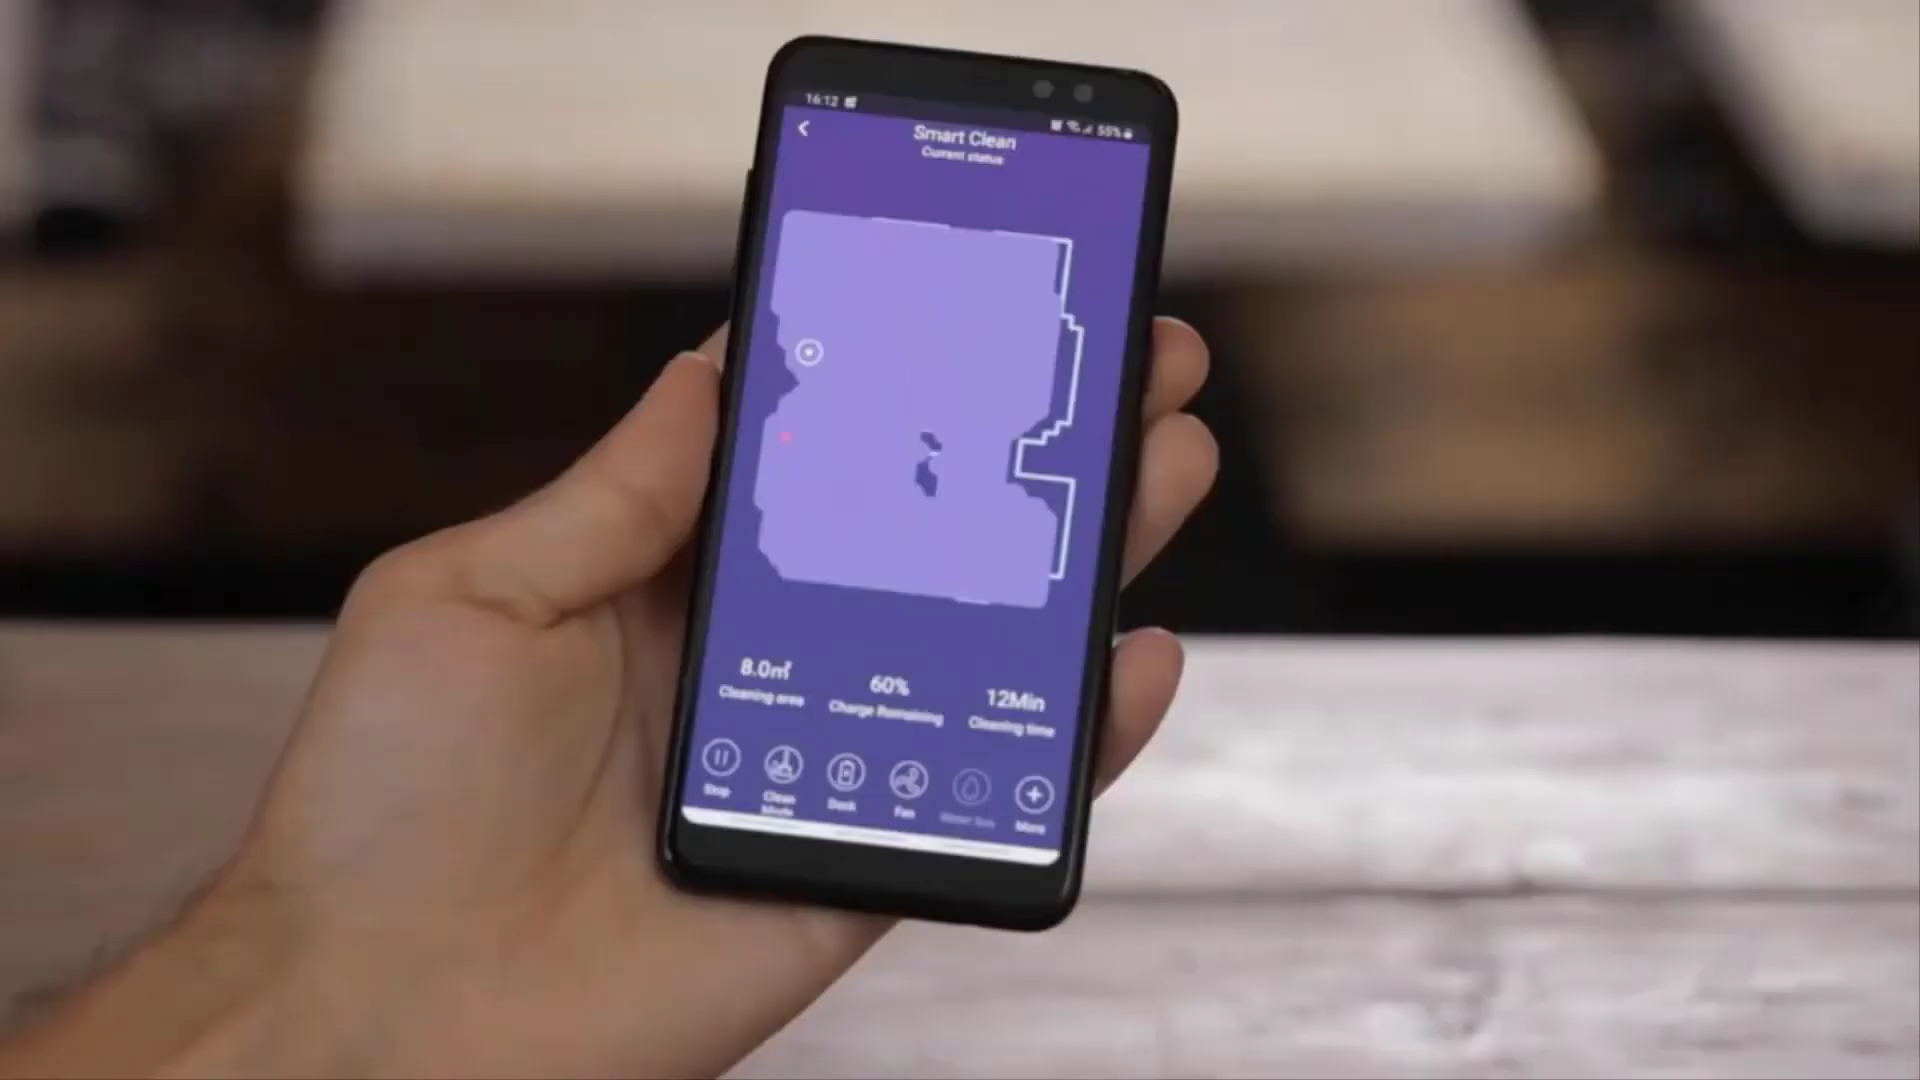 16:12
55%
Smart Clean
Current status
8.0㎡
60%
12Min
Cleaning area
Charge Remaining
Cleaning time
Stop
Clean
Mode
Dock
Fan
More